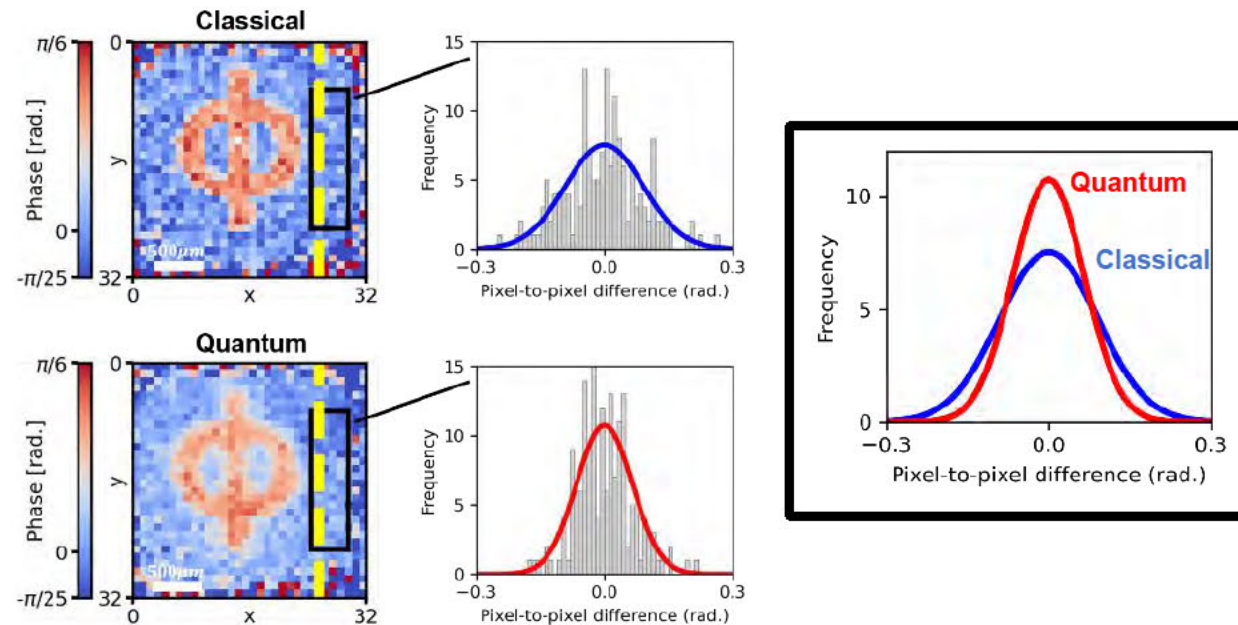 Classical
π/6
0
-π/25
Phase [rad.]
0
y
32
500μm
0
x
32
15
10
5
0
Frequency
−0.3
0.0
0.3
Pixel-to-pixel difference (rad.)
Quantum
π/6
0
-π/25
Phase [rad.]
0
y
32
500μm
0
x
32
15
10
5
0
Frequency
−0.3
0.0
0.3
Pixel-to-pixel difference (rad.)
10
5
0
Frequency
Quantum
Classical
−0.3
0.0
0.3
Pixel-to-pixel difference (rad.)